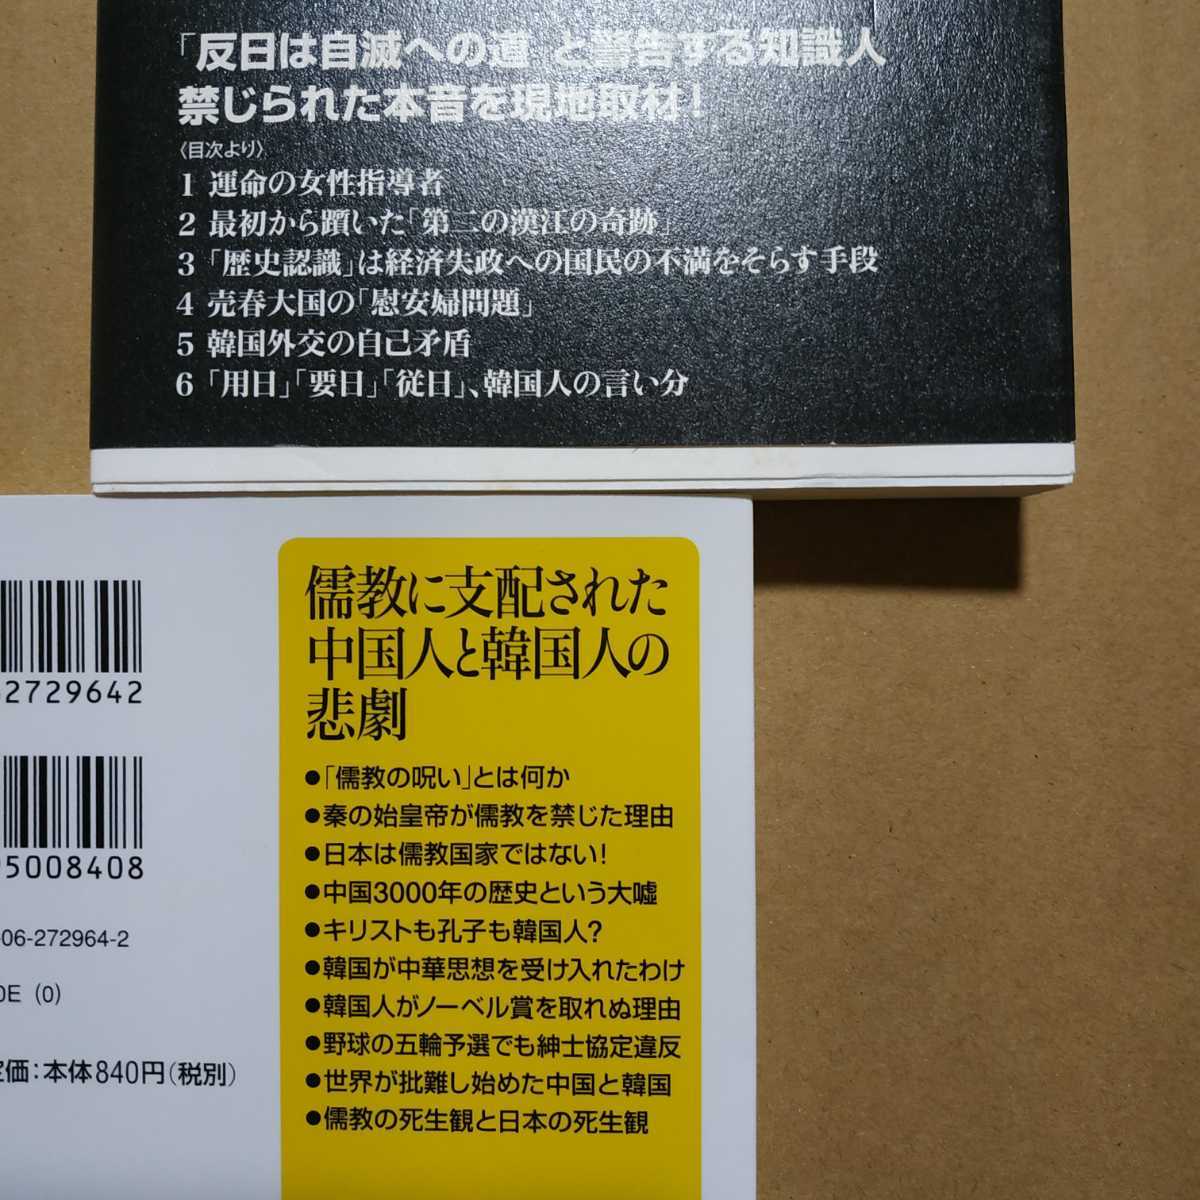 「反日は自滅への道」と警告する知識人
禁じられた本音を現地取材!
〈目次より〉
1 運命の女性指導者
2 最初から躓いた「第二の漢江の奇跡」
3 「歴史認識」は経済失政への国民の不満をそらす手段
4 売春大国の「慰安婦問題」
5 韓国外交の自己矛盾
6 「用日」「要日」「従日」、韓国人の言い分
2729642
5008408
-06-272964-2
0E (0)
価:本体840円(税別)
儒教に支配された
中国人と韓国人の
悲劇
●「儒教の呪い」とは何か
●秦の始皇帝が儒教を禁じた理由
●日本は儒教国家ではない!
●中国3000年の歴史という大嘘
●キリストも孔子も韓国人?
●韓国が中華思想を受け入れたわけ
●韓国人がノーベル賞を取れぬ理由
●野球の五輪予選でも紳士協定違反
●世界が批難し始めた中国と韓国
●儒教の死生観と日本の死生観